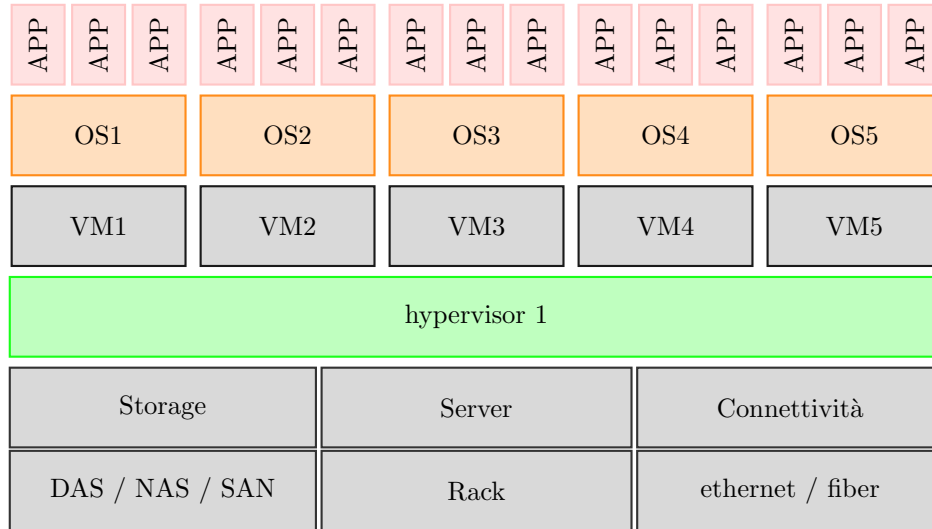 APP APP APP APP APP APP APP APP APP APP APP APP APP APP APP
OS1 OS2 OS3 OS4 OS5
VM1 VM2 VM3 VM4 VM5
hypervisor 1
Storage Server Connettività
DAS / NAS / SAN Rack ethernet / fiber